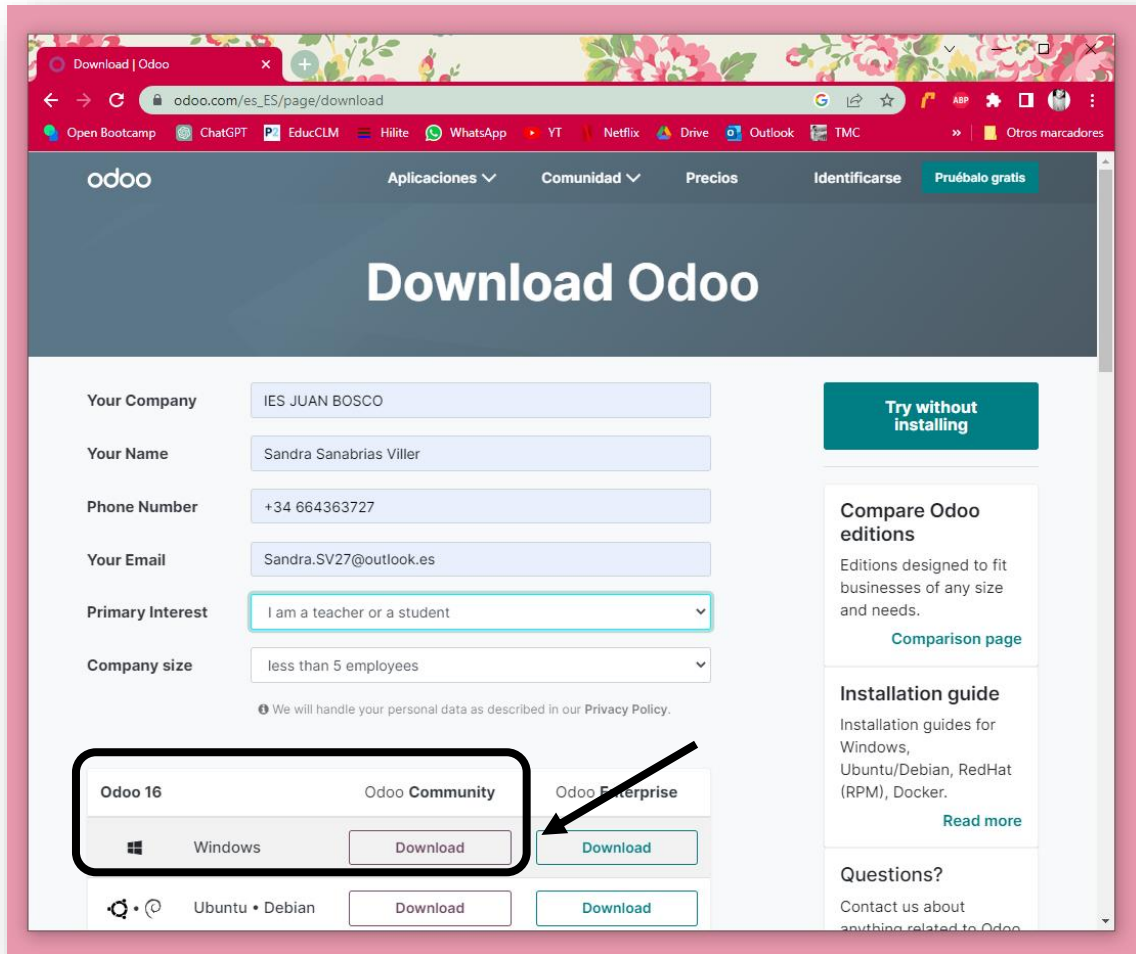 Download | Odoo
odoo.com/es_ES/page/download
Open Bootcamp ChatGPT EducCLM Hilite WhatsApp YT Netflix Drive Outlook TMC » Otros marcadores
odoo Aplicaciones Comunidad Precios Identificarse Pruébalo gratis
Download Odoo
Your Company IES JUAN BOSCO
Your Name Sandra Sanabrias Viller
Phone Number +34 664363727
Your Email Sandra.SV27@outlook.es
Primary Interest I am a teacher or a student
Company size less than 5 employees
We will handle your personal data as described in our Privacy Policy.
Odoo 16 Odoo Community Odoo Enterprise
Windows Download Download
Ubuntu • Debian Download Download
Try without
installing
Compare Odoo
editions
Editions designed to fit
businesses of any size
and needs.
Comparison page
Installation guide
Installation guides for
Windows,
Ubuntu/Debian, RedHat
(RPM), Docker.
Read more
Questions?
Contact us about
anything related to Odoo